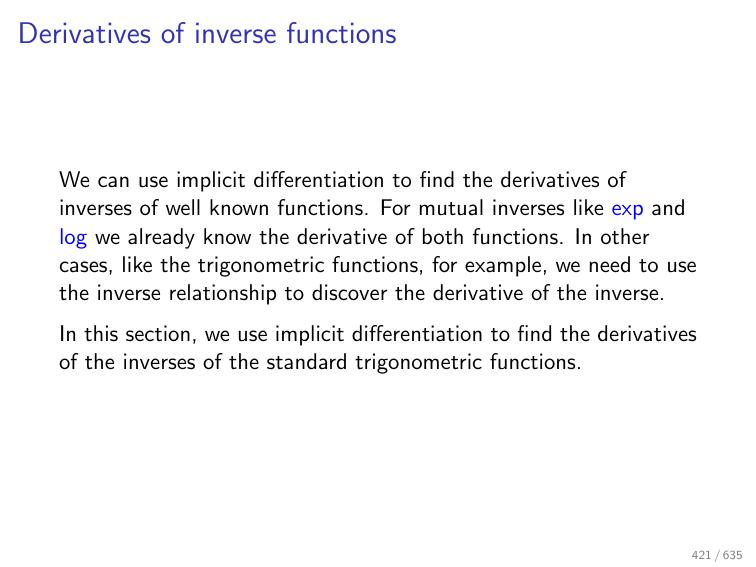 Derivatives of inverse functions
We can use implicit differentiation to find the derivatives of
inverses of well known functions. For mutual inverses like exp and
log we already know the derivative of both functions. In other
cases, like the trigonometric functions, for example, we need to use
the inverse relationship to discover the derivative of the inverse.
In this section, we use implicit differentiation to find the derivatives
of the inverses of the standard trigonometric functions.
421 / 635